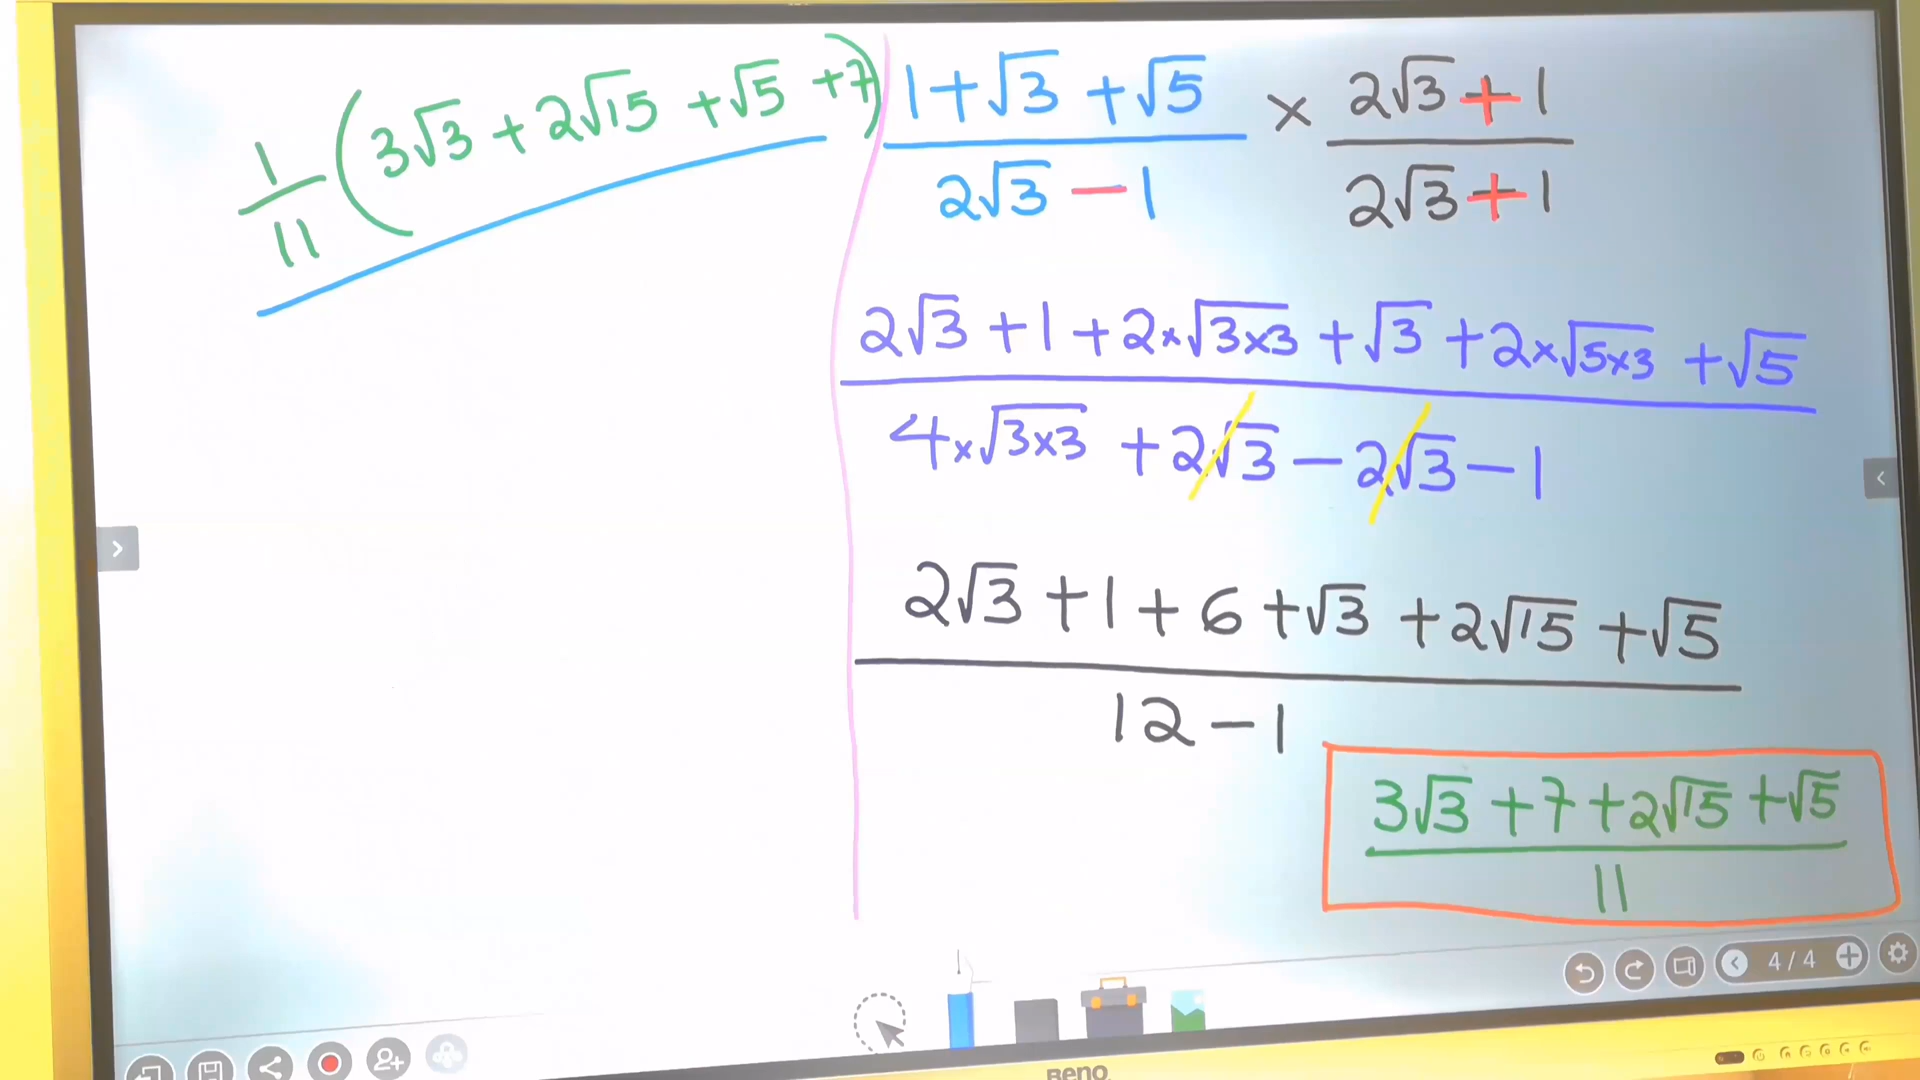 1/11 (3√3 + 2√15 + √5 + 7)
(1 + √3 + √5)/(2√3 − 1) × (2√3 + 1)/(2√3 + 1)
(2√3 + 1 + 2×√(3×3) + √3 + 2×√(5×3) + √5)/(4×√(3×3) + 2√3 − 2√3 − 1)
(2√3 + 1 + 6 + √3 + 2√15 + √5)/(12 − 1)
(3√3 + 7 + 2√15 + √5)/11
4/4
BenQ